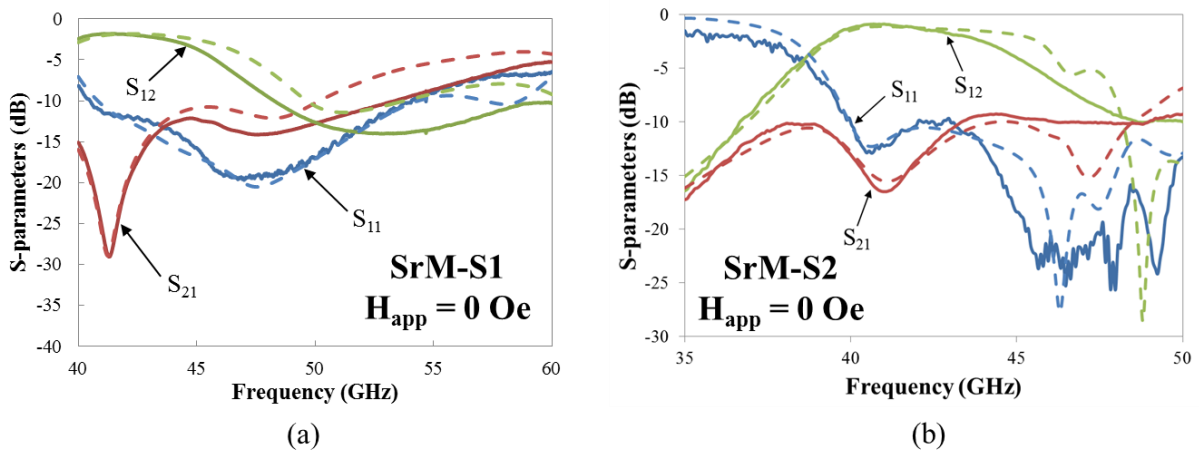 0
-5
-10
-15
-20
-25
-30
-35
-40
S-parameters (dB)
S12
S21
S11
SrM-S1
Happ = 0 Oe
40 45 50 55 60
Frequency (GHz)
(a)
0
-5
-10
-15
-20
-25
-30
S-parameters (dB)
S11
S12
S21
SrM-S2
Happ = 0 Oe
35 40 45 50
Frequency (GHz)
(b)